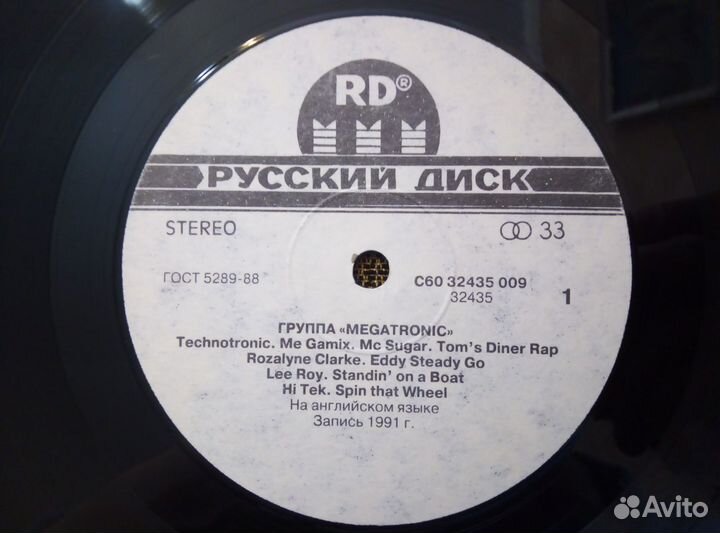 RD®
РУССКИЙ ДИСК
STEREO
33
ГОСТ 5289-88
С60 32435 009
32435
1
ГРУППА «MEGATRONIC»
Technotronic. Me Gamix. Mc Sugar. Tom's Diner Rap
Rozalyne Clarke. Eddy Steady Go
Lee Roy. Standin' on a Boat
Hi Tek. Spin that Wheel
На английском языке
Запись 1991 г.
Avito